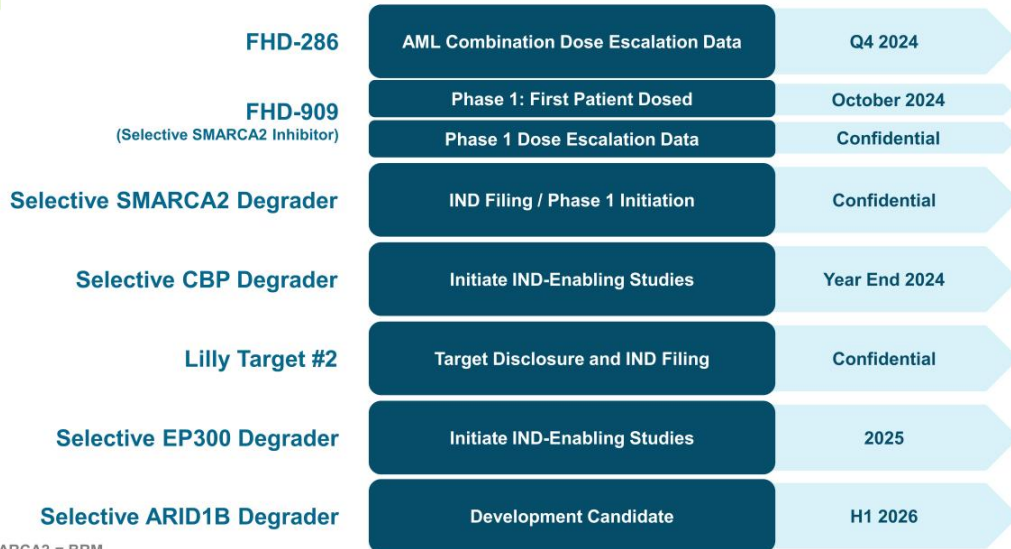 FHD-286
AML Combination Dose Escalation Data
Q4 2024
FHD-909
(Selective SMARCA2 Inhibitor)
Phase 1: First Patient Dosed
October 2024
Phase 1 Dose Escalation Data
Confidential
Selective SMARCA2 Degrader
IND Filing / Phase 1 Initiation
Confidential
Selective CBP Degrader
Initiate IND-Enabling Studies
Year End 2024
Lilly Target #2
Target Disclosure and IND Filing
Confidential
Selective EP300 Degrader
Initiate IND-Enabling Studies
2025
Selective ARID1B Degrader
Development Candidate
H1 2026